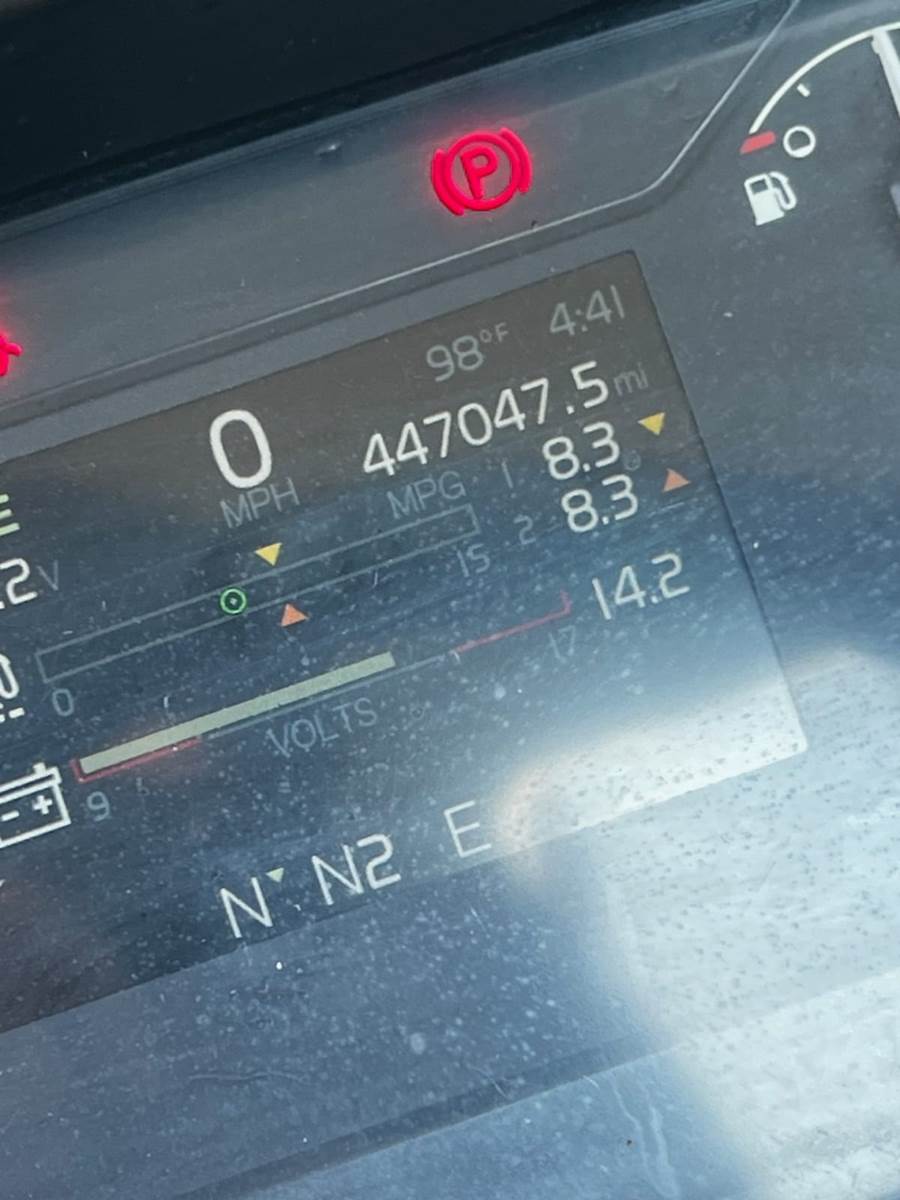 P
98°F 4:41
0 447047.5 mi
MPH MPG 1 8.3
2 8.3
.2 V
0 15
14.2
9 VOLTS 17
- +
N N2 E